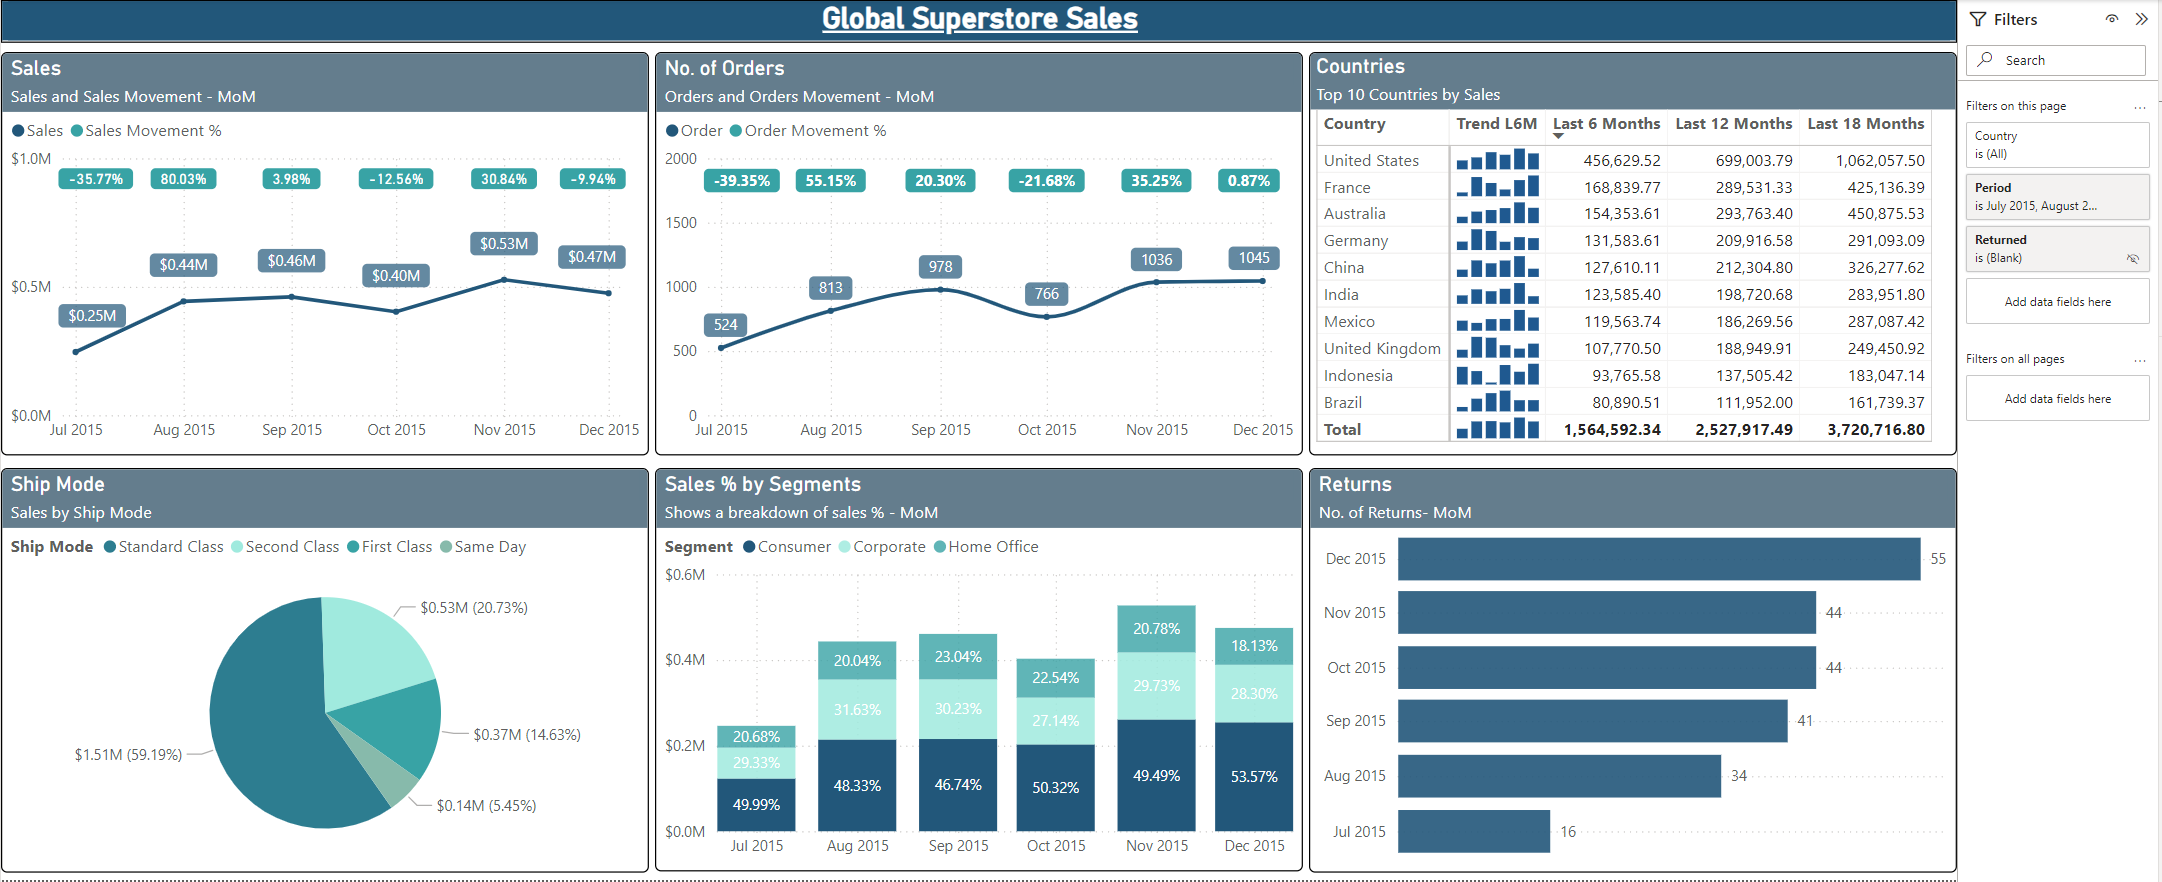 Global Superstore Sales
Sales
Sales and Sales Movement - MoM
Sales Sales Movement %
$1.0M
-35.77% 80.03% 3.98% -12.56% 30.84% -9.94%
$0.53M
$0.44M $0.46M $0.47M
$0.40M
$0.5M
$0.25M
$0.0M
Jul 2015 Aug 2015 Sep 2015 Oct 2015 Nov 2015 Dec 2015
No. of Orders
Orders and Orders Movement - MoM
Order Order Movement %
2000
-39.35% 55.15% 20.30% -21.68% 35.25% 0.87%
1500
978 1036 1045
1000 813 766
524
500
0
Jul 2015 Aug 2015 Sep 2015 Oct 2015 Nov 2015 Dec 2015
Countries
Top 10 Countries by Sales
Country Trend L6M Last 6 Months Last 12 Months Last 18 Months
United States 456,629.52 699,003.79 1,062,057.50
France 168,839.77 289,531.33 425,136.39
Australia 154,353.61 293,763.40 450,875.53
Germany 131,583.61 209,916.58 291,093.09
China 127,610.11 212,304.80 326,277.62
India 123,585.40 198,720.68 283,951.80
Mexico 119,563.74 186,269.56 287,087.42
United Kingdom 107,770.50 188,949.91 249,450.92
Indonesia 93,765.58 137,505.42 183,047.14
Brazil 80,890.51 111,952.00 161,739.37
Total 1,564,592.34 2,527,917.49 3,720,716.80
Ship Mode
Sales by Ship Mode
Ship Mode Standard Class Second Class First Class Same Day
$0.53M (20.73%)
$0.37M (14.63%)
$1.51M (59.19%)
$0.14M (5.45%)
Sales % by Segments
Shows a breakdown of sales % - MoM
Segment Consumer Corporate Home Office
$0.6M
20.78%
18.13%
20.04% 23.04%
$0.4M
22.54%
29.73%
28.30%
31.63% 30.23%
27.14%
20.68%
$0.2M
29.33%
49.49% 53.57%
48.33% 46.74% 50.32%
49.99%
$0.0M
Jul 2015 Aug 2015 Sep 2015 Oct 2015 Nov 2015 Dec 2015
Returns
No. of Returns- MoM
Dec 2015 55
Nov 2015 44
Oct 2015 44
Sep 2015 41
Aug 2015 34
Jul 2015 16
Filters
Search
Filters on this page ...
Country
is (All)
Period
is July 2015, August 2...
Returned
is (Blank)
Add data fields here
Filters on all pages ...
Add data fields here